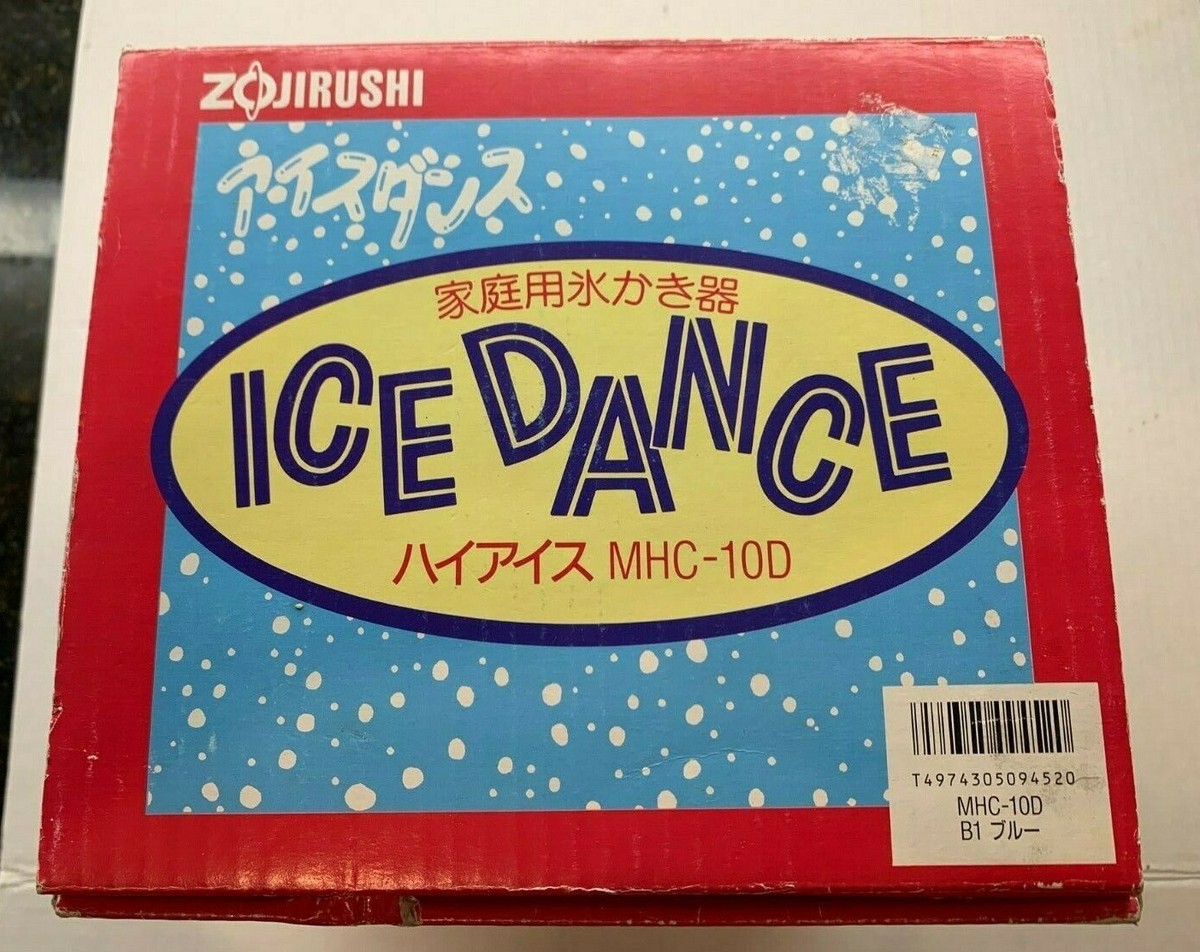 ZOJIRUSHI
アイスダンス
家庭用氷かき器
ICE DANCE
ハイアイス MHC-10D
T4974305094520
MHC-10D
B1 ブルー